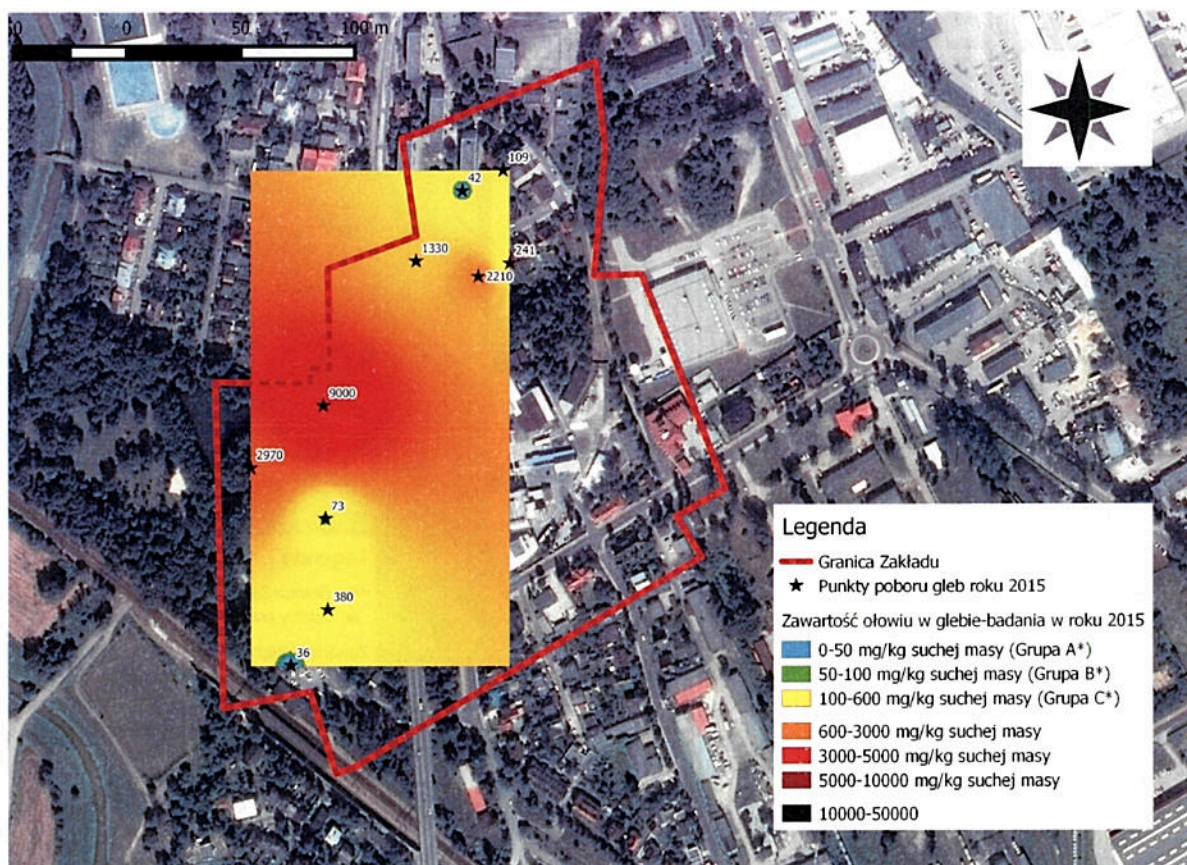 50 0 50 100 m
109
42
1330
241
2210
9000
2970
73
380
36
Legenda
Granica Zakładu
Punkty poboru gleb roku 2015
Zawartość ołowiu w glebie-badania w roku 2015
0-50 mg/kg suchej masy (Grupa A*)
50-100 mg/kg suchej masy (Grupa B*)
100-600 mg/kg suchej masy (Grupa C*)
600-3000 mg/kg suchej masy
3000-5000 mg/kg suchej masy
5000-10000 mg/kg suchej masy
10000-50000